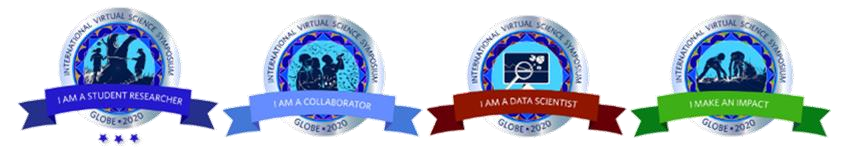 INTERNATIONAL VIRTUAL SCIENCE SYMPOSIUM
I AM A STUDENT RESEARCHER
GLOBE • 2020
INTERNATIONAL VIRTUAL SCIENCE SYMPOSIUM
I AM A COLLABORATOR
GLOBE • 2020
INTERNATIONAL VIRTUAL SCIENCE SYMPOSIUM
I AM A DATA SCIENTIST
GLOBE • 2020
INTERNATIONAL VIRTUAL SCIENCE SYMPOSIUM
I MAKE AN IMPACT
GLOBE • 2020